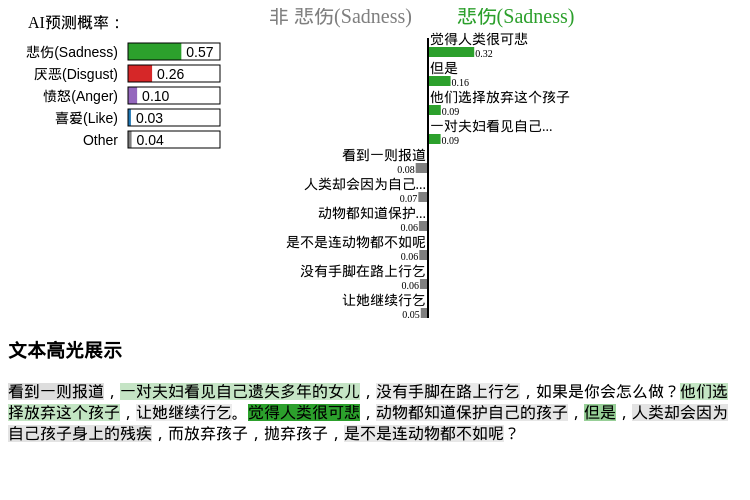 AI预测概率：
悲伤(Sadness) 0.57
厌恶(Disgust) 0.26
愤怒(Anger) 0.10
喜爱(Like) 0.03
Other 0.04
非 悲伤(Sadness) 悲伤(Sadness)
觉得人类很可悲
0.32
但是
0.16
他们选择放弃这个孩子
0.09
一对夫妇看见自己...
0.09
看到一则报道
0.08
人类却会因为自己...
0.07
动物都知道保护...
0.06
是不是连动物都不如呢
0.06
没有手脚在路上行乞
0.06
让她继续行乞
0.05
文本高光展示
看到一则报道，一对夫妇看见自己遗失多年的女儿，没有手脚在路上行乞，如果是你会怎么做？他们选
择放弃这个孩子，让她继续行乞。觉得人类很可悲，动物都知道保护自己的孩子，但是，人类却会因为
自己孩子身上的残疾，而放弃孩子，抛弃孩子，是不是连动物都不如呢？